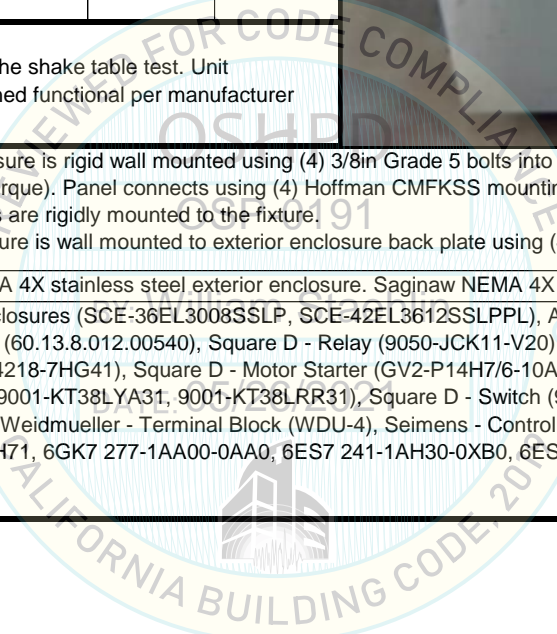 he shake table test. Unit
ned functional per manufacturer
sure is rigid wall mounted using (4) 3/8in Grade 5 bolts into
arque). Panel connects using (4) Hoffman CMFKSS mountin
s are rigidly mounted to the fixture.
ure is wall mounted to exterior enclosure back plate using (
A 4X stainless steel exterior enclosure. Saginaw NEMA 4X
closures (SCE-36EL3008SSLP, SCE-42EL3612SSLPPL), A
(60.13.8.012.00540), Square D - Relay (9050-JCK11-V20)
4218-7HG41), Square D - Motor Starter (GV2-P14H7/6-10A
9001-KT38LYA31, 9001-KT38LRR31), Square D - Switch (9
Weidmueller - Terminal Block (WDU-4), Seimens - Control
H71, 6GK7 277-1AA00-0AA0, 6ES7 241-1AH30-0XB0, 6ES
REVIEWED FOR CODE COMPLIANCE
OSHPD
OSP-0191
BY: William Staehlin
DATE: 05/26/2021
CALIFORNIA BUILDING CODE, 2019